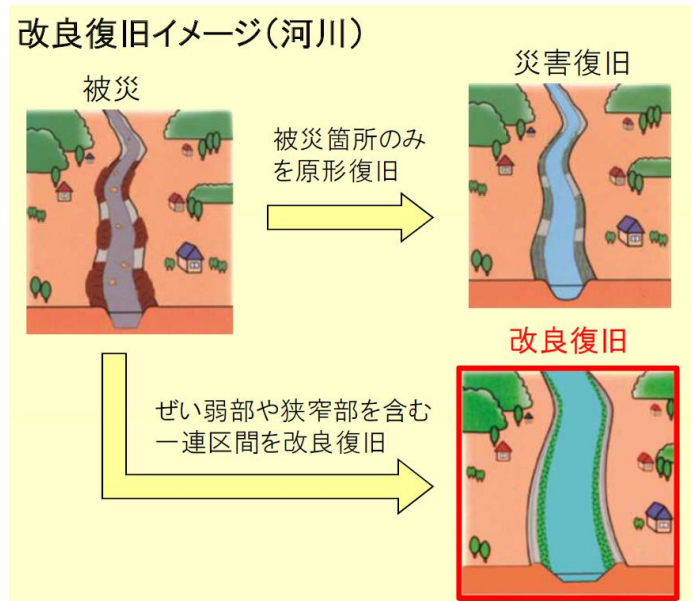 改良復旧イメージ（河川）
被災
災害復旧
被災箇所のみ
を原形復旧
改良復旧
ぜい弱部や狭窄部を含む
一連区間を改良復旧